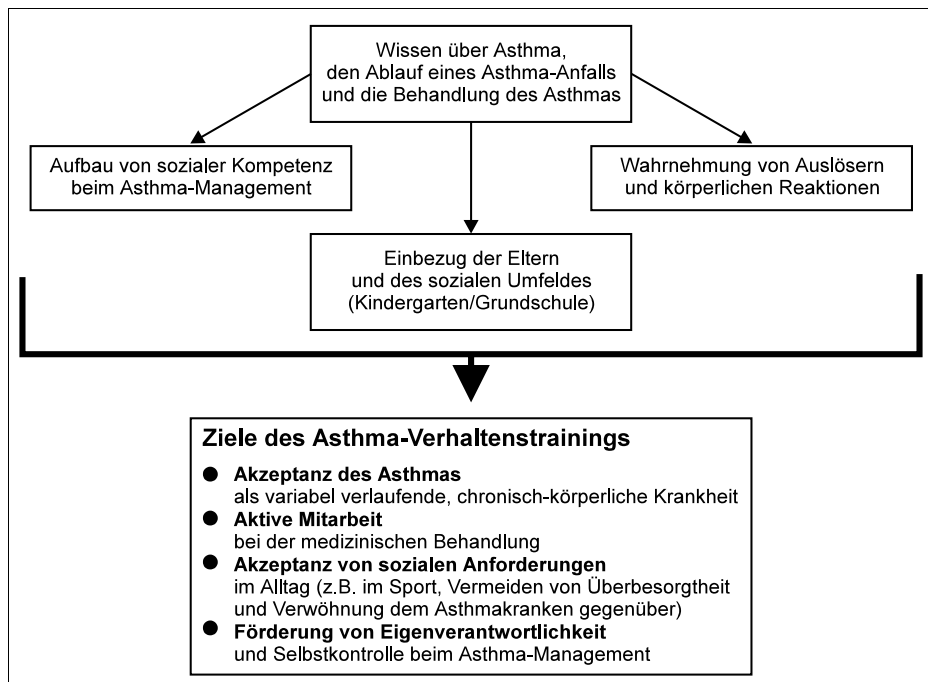 Wissen über Asthma,
den Ablauf eines Asthma-Anfalls
und die Behandlung des Asthmas
Aufbau von sozialer Kompetenz
beim Asthma-Management
Wahrnehmung von Auslösern
und körperlichen Reaktionen
Einbezug der Eltern
und des sozialen Umfeldes
(Kindergarten/Grundschule)
Ziele des Asthma-Verhaltenstrainings
● Akzeptanz des Asthmas
als variabel verlaufende, chronisch-körperliche Krankheit
● Aktive Mitarbeit
bei der medizinischen Behandlung
● Akzeptanz von sozialen Anforderungen
im Alltag (z.B. im Sport, Vermeiden von Überbesorgtheit
und Verwöhnung dem Asthmakranken gegenüber)
● Förderung von Eigenverantwortlichkeit
und Selbstkontrolle beim Asthma-Management